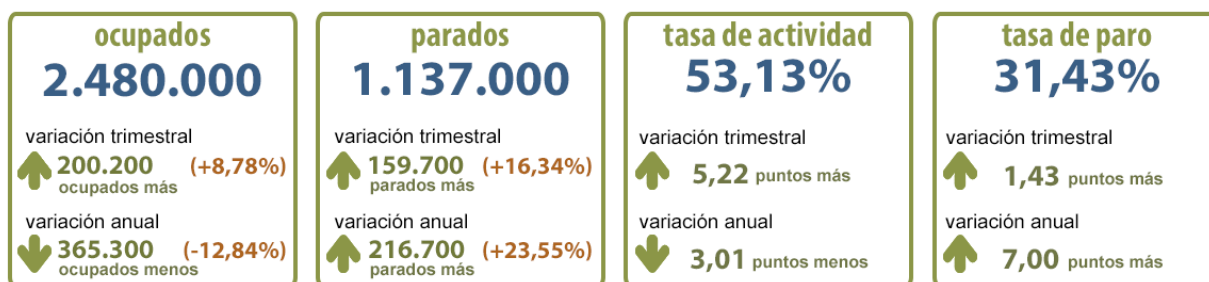 ocupados
2.480.000
variación trimestral
200.200 (+8,78%)
ocupados más
variación anual
365.300 (-12,84%)
ocupados menos
parados
1.137.000
variación trimestral
159.700 (+16,34%)
parados más
variación anual
216.700 (+23,55%)
parados más
tasa de actividad
53,13%
variación trimestral
5,22 puntos más
variación anual
3,01 puntos menos
tasa de paro
31,43%
variación trimestral
1,43 puntos más
variación anual
7,00 puntos más